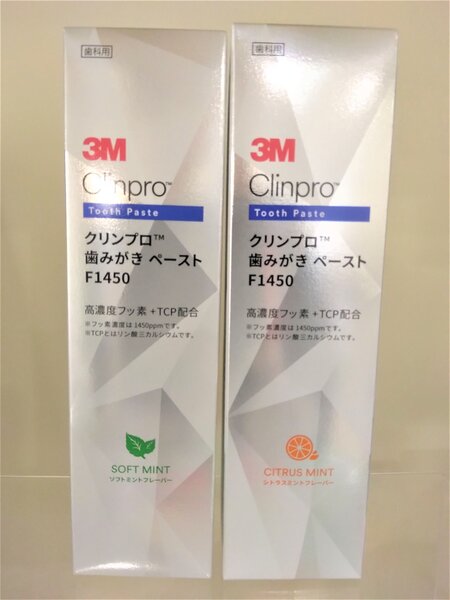 歯科用
3M
Clinpro™
Tooth Paste
クリンプロ™
歯みがき ペースト
F1450
高濃度フッ素 +TCP配合
※フッ素濃度は1450ppmです。
※TCPとはリン酸三カルシウムです。
SOFT MINT
ソフトミントフレーバー
歯科用
3M
Clinpro™
Tooth Paste
クリンプロ™
歯みがき ペースト
F1450
高濃度フッ素 +TCP配合
※フッ素濃度は1450ppmです。
※TCPとはリン酸三カルシウムです。
CITRUS MINT
シトラスミントフレーバー